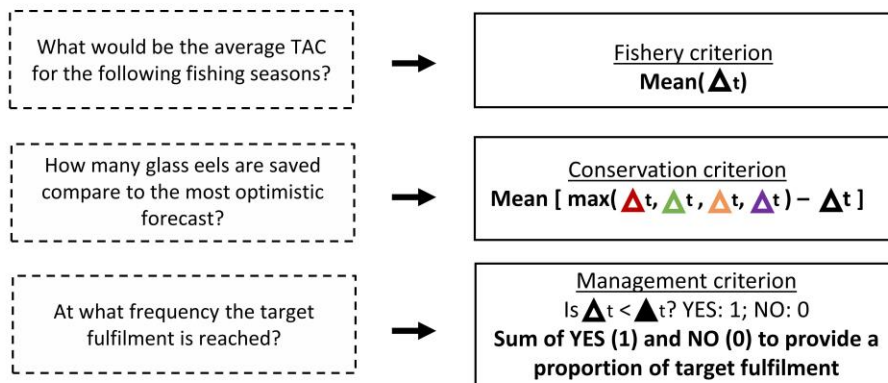 What would be the average TAC
for the following fishing seasons?
Fishery criterion
Mean(Δt)
How many glass eels are saved
compare to the most optimistic
forecast?
Conservation criterion
Mean [ max(Δt, Δt , Δt, Δt ) – Δt ]
At what frequency the target
fulfilment is reached?
Management criterion
Is Δt < ▲t? YES: 1; NO: 0
Sum of YES (1) and NO (0) to provide a
proportion of target fulfilment